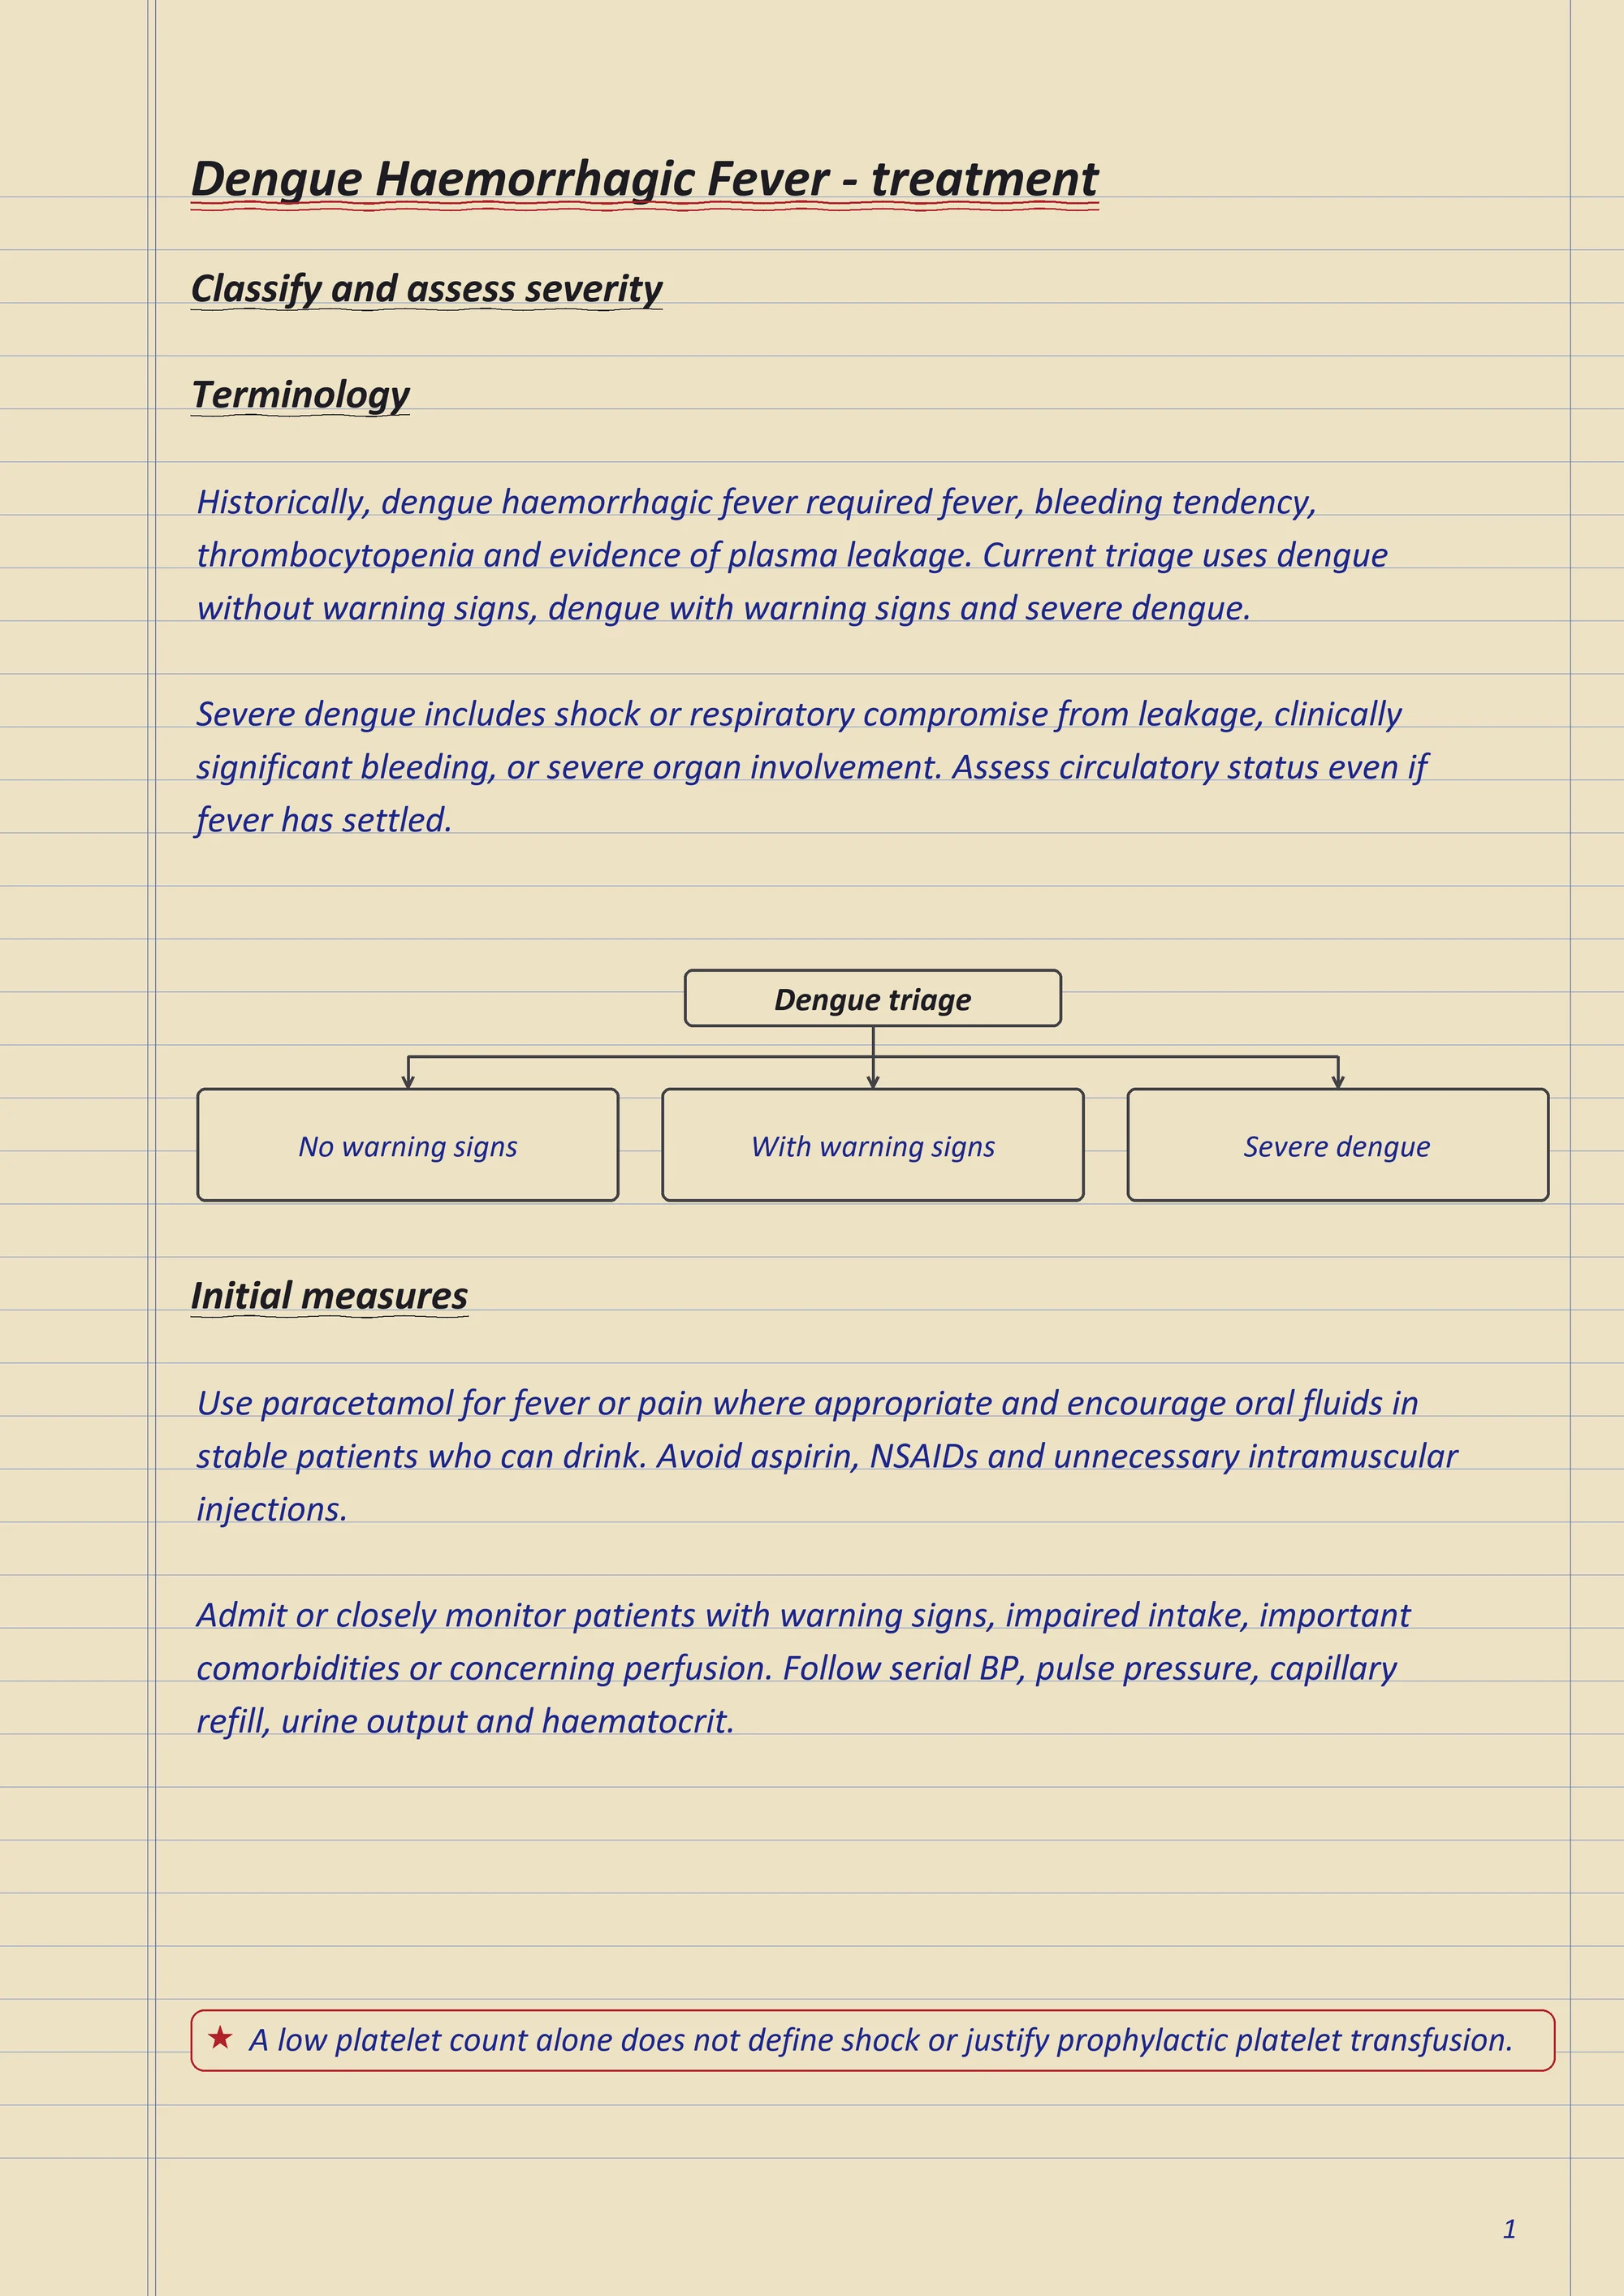 Dengue Haemorrhagic Fever - treatment
Classify and assess severity
Terminology
Historically, dengue haemorrhagic fever required fever, bleeding tendency,
thrombocytopenia and evidence of plasma leakage. Current triage uses dengue
without warning signs, dengue with warning signs and severe dengue.
Severe dengue includes shock or respiratory compromise from leakage, clinically
significant bleeding, or severe organ involvement. Assess circulatory status even if
fever has settled.
Dengue triage
No warning signs
With warning signs
Severe dengue
Initial measures
Use paracetamol for fever or pain where appropriate and encourage oral fluids in
stable patients who can drink. Avoid aspirin, NSAIDs and unnecessary intramuscular
injections.
Admit or closely monitor patients with warning signs, impaired intake, important
comorbidities or concerning perfusion. Follow serial BP, pulse pressure, capillary
refill, urine output and haematocrit.
★ A low platelet count alone does not define shock or justify prophylactic platelet transfusion.
1